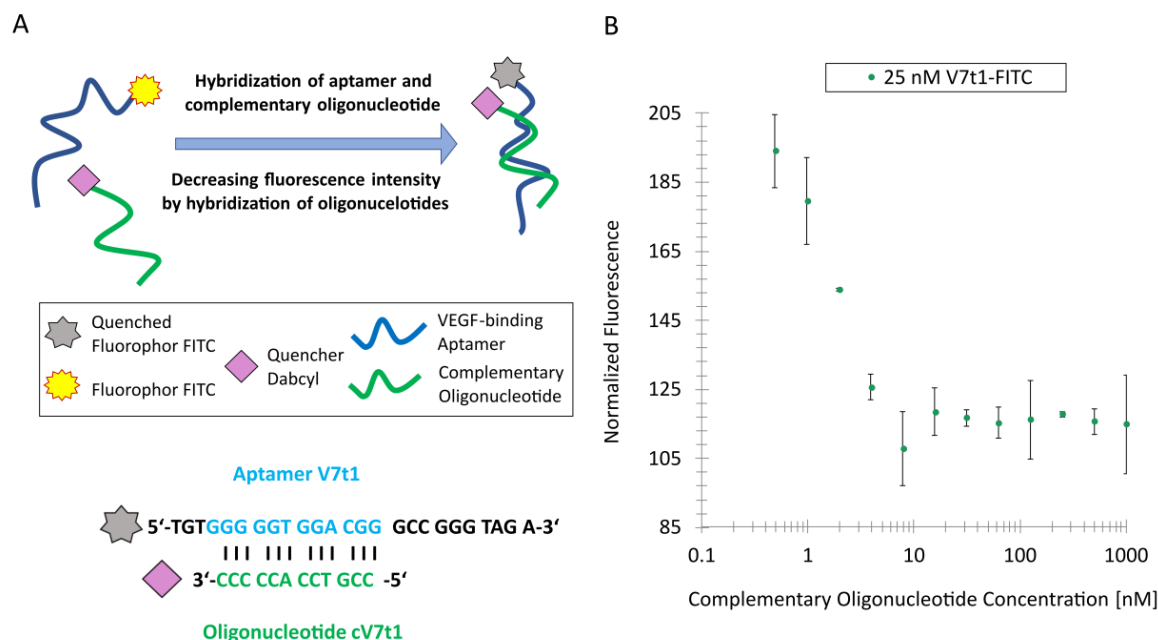 A
Hybridization of aptamer and
complementary oligonucleotide
Decreasing fluorescence intensity
by hybridization of oligonucelotides
Quenched
Fluorophor FITC
Fluorophor FITC
Quencher
Dabcyl
VEGF-binding
Aptamer
Complementary
Oligonucleotide
Aptamer V7t1
5‘-TGTGGG GGT GGA CGG GCC GGG TAG A-3‘
3‘-CCC CCA CCT GCC -5‘
Oligonucleotide cV7t1
B
25 nM V7t1-FITC
Normalized Fluorescence
205
185
165
145
125
105
85
0.1 1 10 100 1000
Complementary Oligonucleotide Concentration [nM]